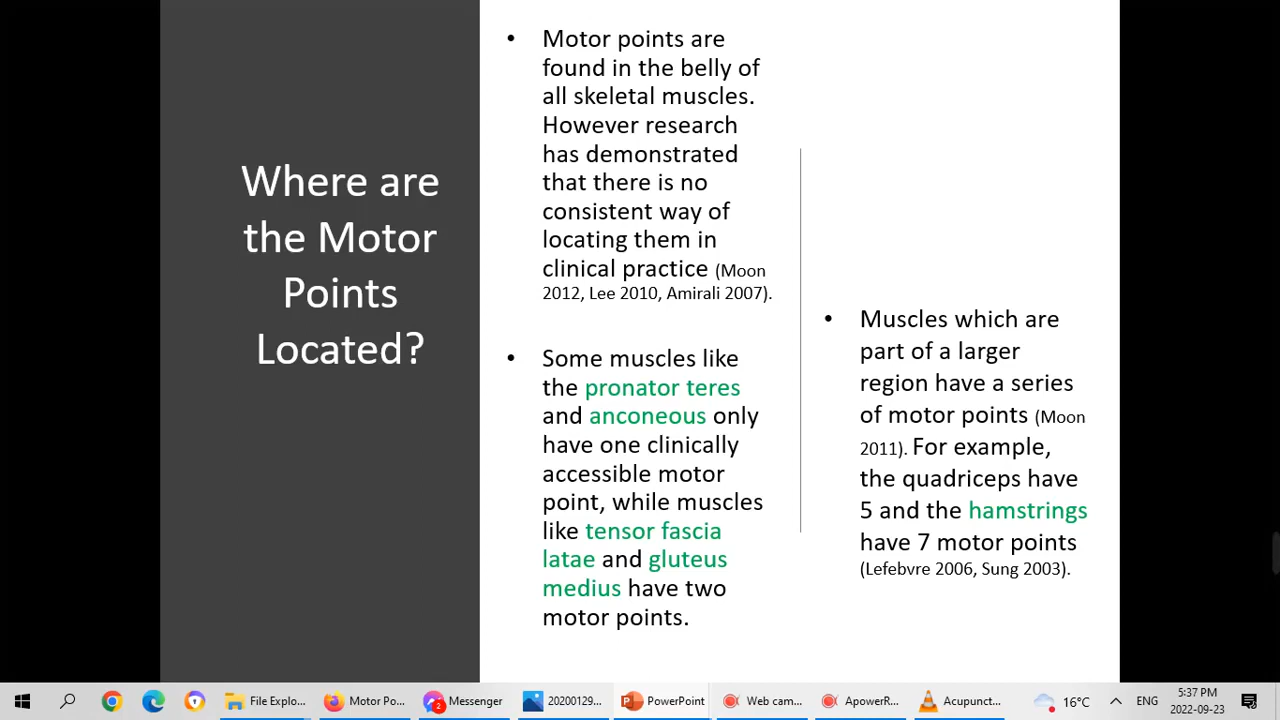 Where are
the Motor
Points
Located?
• Motor points are
found in the belly of
all skeletal muscles.
However research
has demonstrated
that there is no
consistent way of
locating them in
clinical practice (Moon
2012, Lee 2010, Amirali 2007).
• Some muscles like
the pronator teres
and anconeous only
have one clinically
accessible motor
point, while muscles
like tensor fascia
latae and gluteus
medius have two
motor points.
• Muscles which are
part of a larger
region have a series
of motor points (Moon
2011). For example,
the quadriceps have
5 and the hamstrings
have 7 motor points
(Lefebvre 2006, Sung 2003).
File Explo...
Motor Po...
2
Messenger
20200129...
PowerPoint
Web cam...
ApowerR...
Acupunct...
16°C
ENG
5:37 PM
2022-09-23